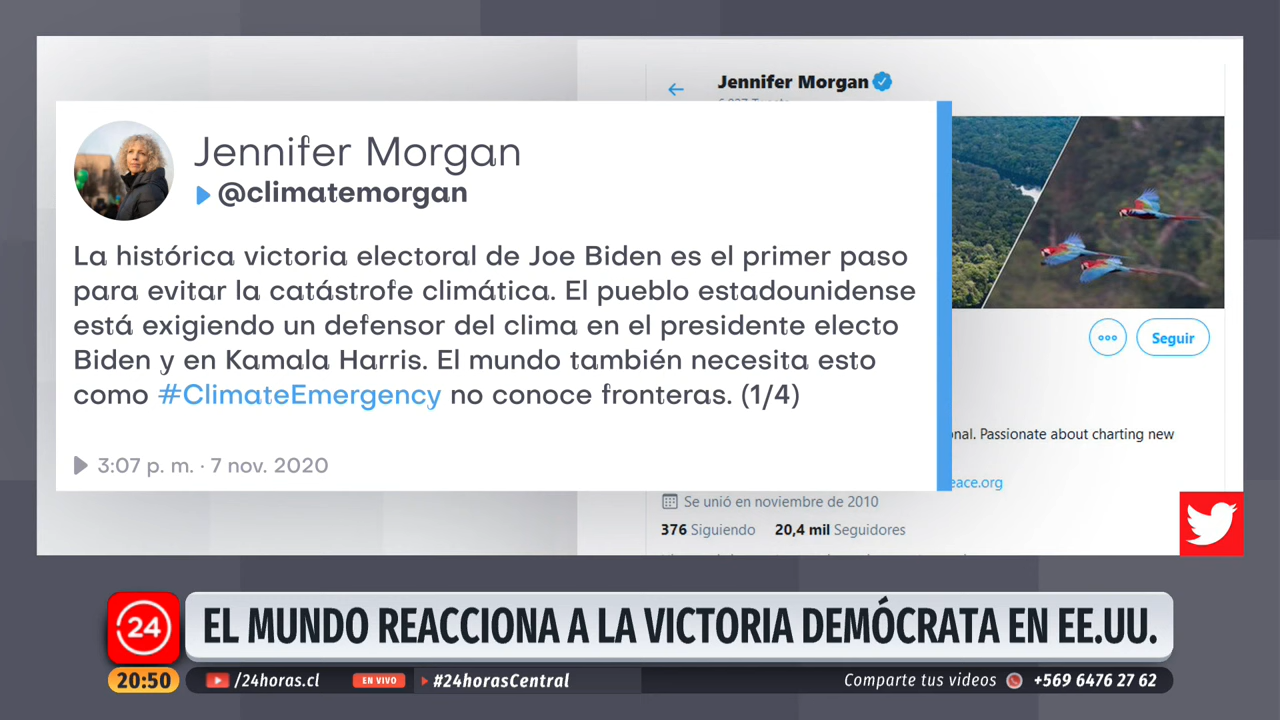 Jennifer Morgan
Jennifer Morgan
@climatemorgan
La histórica victoria electoral de Joe Biden es el primer paso
para evitar la catástrofe climática. El pueblo estadounidense
está exigiendo un defensor del clima en el presidente electo
Biden y en Kamala Harris. El mundo también necesita esto
como #ClimateEmergency no conoce fronteras. (1/4)
3:07 p. m. · 7 nov. 2020
Seguir
Passionate about charting new
Se unió en noviembre de 2010
376 Siguiendo 20,4 mil Seguidores
24
EL MUNDO REACCIONA A LA VICTORIA DEMÓCRATA EN EE.UU.
20:50
/24horas.cl EN VIVO #24horasCentral
Comparte tus videos +569 6476 27 62